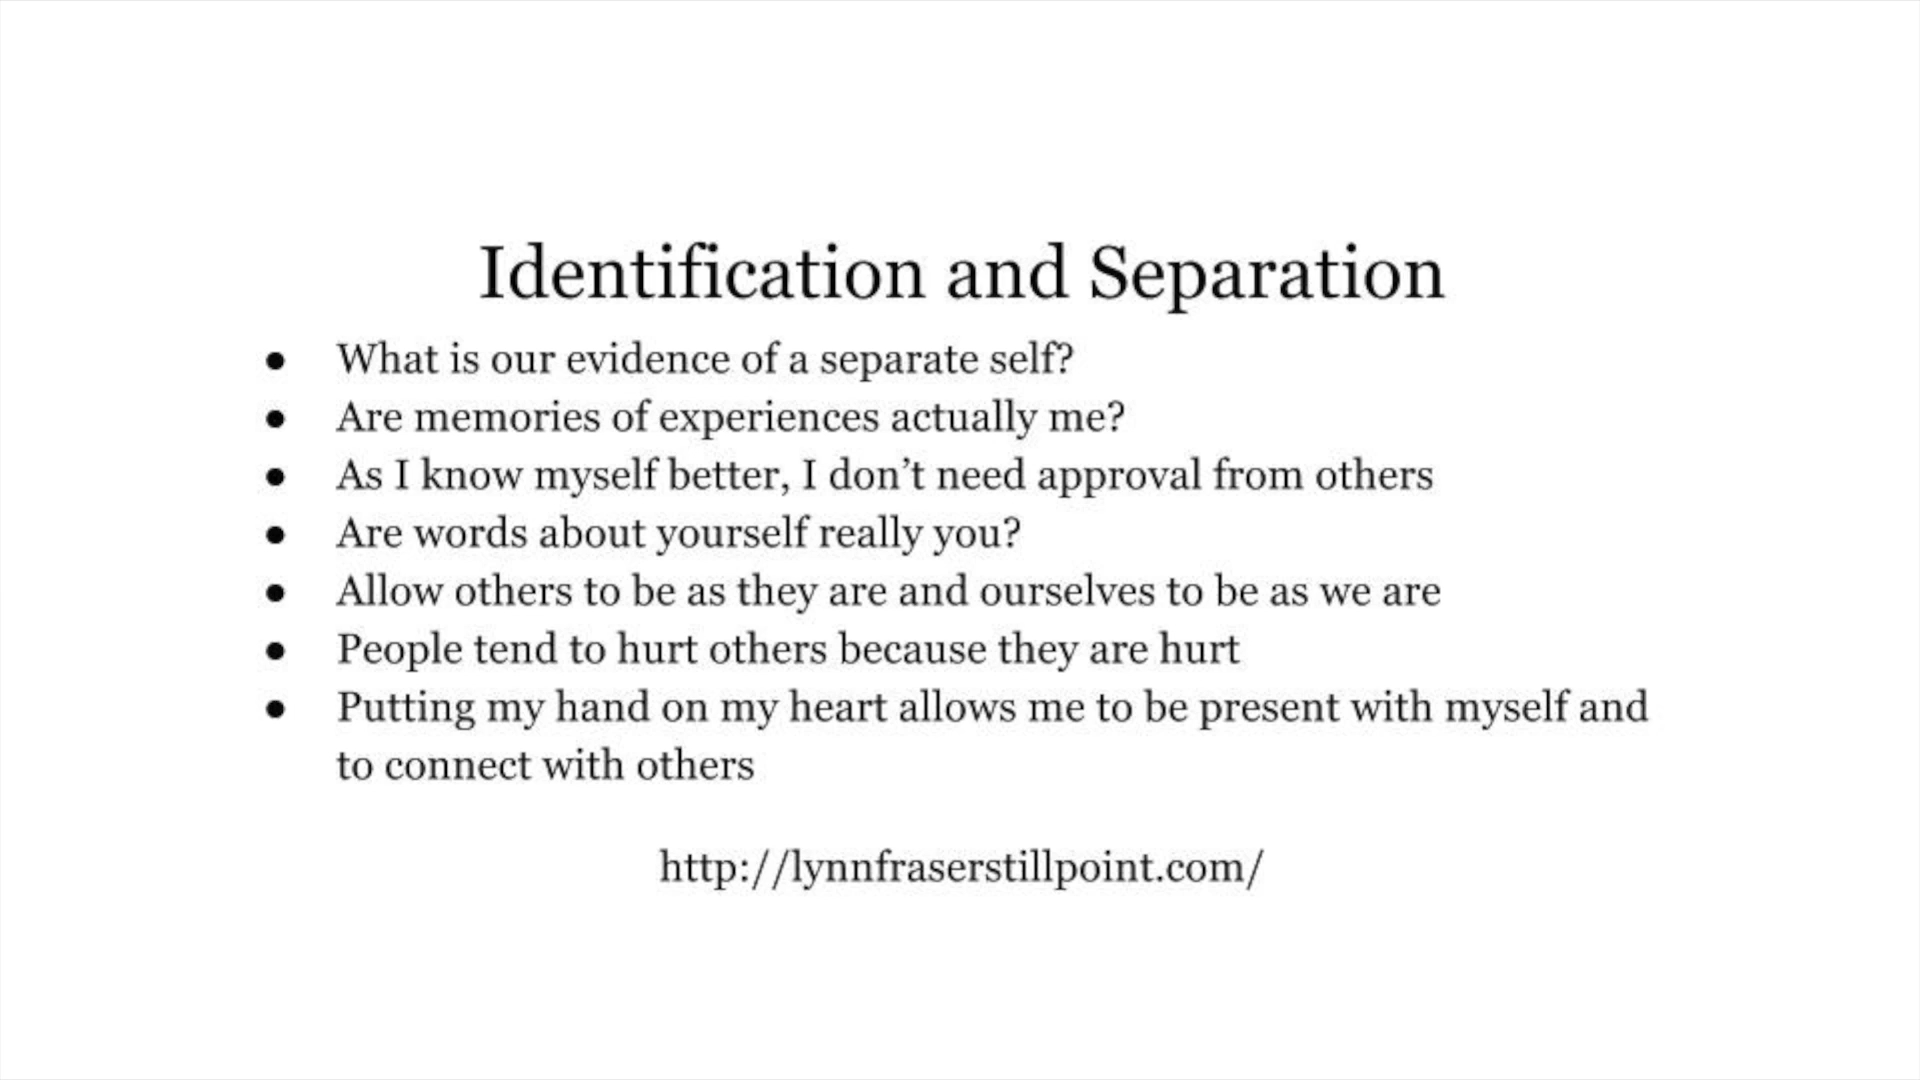 Identification and Separation
● What is our evidence of a separate self?
● Are memories of experiences actually me?
● As I know myself better, I don’t need approval from others
● Are words about yourself really you?
● Allow others to be as they are and ourselves to be as we are
● People tend to hurt others because they are hurt
● Putting my hand on my heart allows me to be present with myself and
to connect with others
http://lynnfraserstillpoint.com/